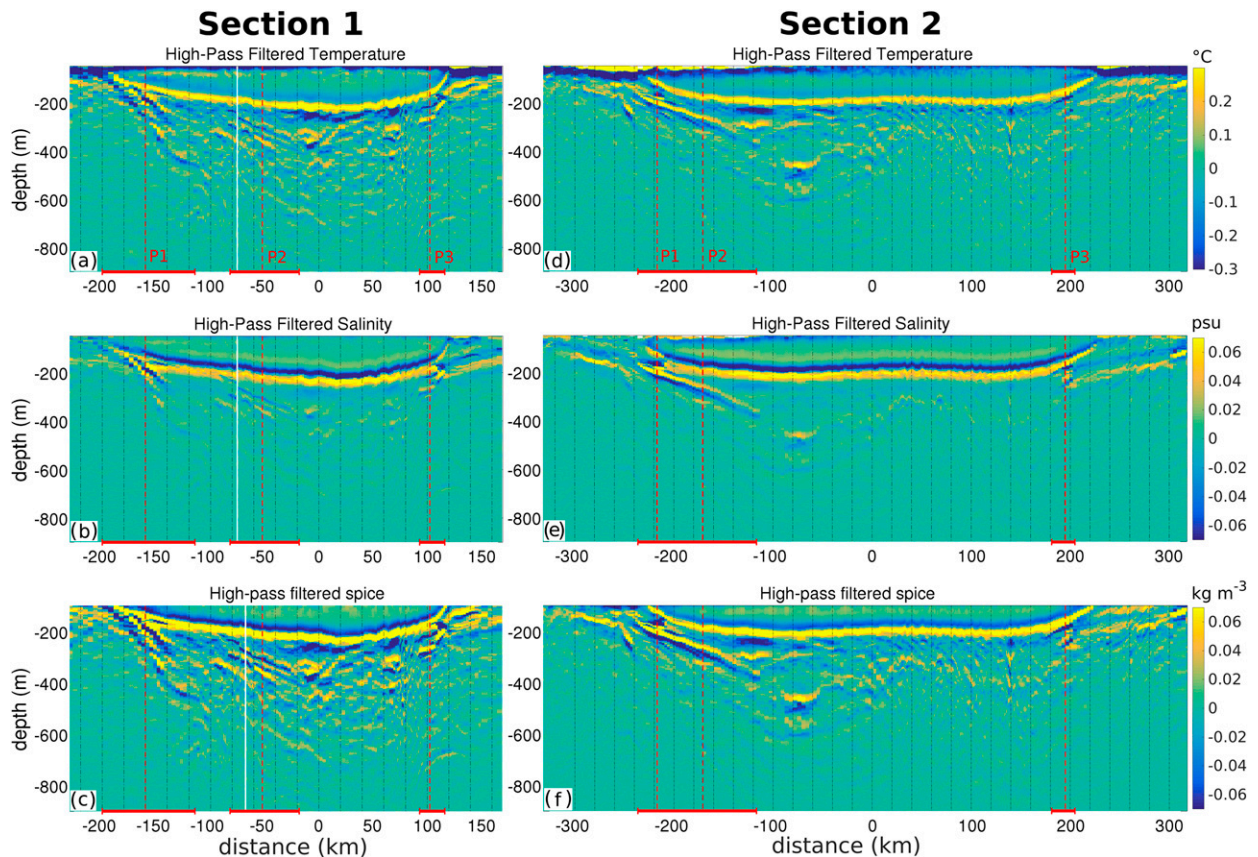 Section 1 Section 2
High-Pass Filtered Temperature High-Pass Filtered Temperature
°C
depth (m)
-200
-400
-600
-800
(a) P1 P2 P3
-200 -150 -100 -50 0 50 100 150
-200
-400
-600
-800
(d) P1 P2 P3
-300 -200 -100 0 100 200 300
0.2
0.1
0
-0.1
-0.2
-0.3
High-Pass Filtered Salinity High-Pass Filtered Salinity
psu
depth (m)
-200
-400
-600
-800
(b)
-200 -150 -100 -50 0 50 100 150
-200
-400
-600
-800
(e)
-300 -200 -100 0 100 200 300
0.06
0.04
0.02
0
-0.02
-0.04
-0.06
High-pass filtered spice High-pass filtered spice
kg m-3
depth (m)
-200
-400
-600
-800
(c)
-200 -150 -100 -50 0 50 100 150
distance (km)
-200
-400
-600
-800
(f)
-300 -200 -100 0 100 200 300
distance (km)
0.06
0.04
0.02
0
-0.02
-0.04
-0.06